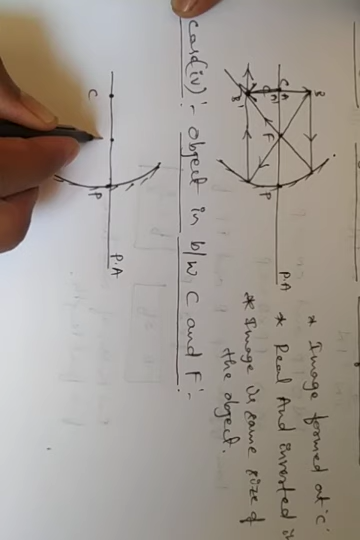 * Image formed at 'C'
* Real And inverted i
* Image is same size of
the object.
C
A
B
A'
B'
F
P
P.A
case(iv):- object in b/w C and F:-
C
P
P.A